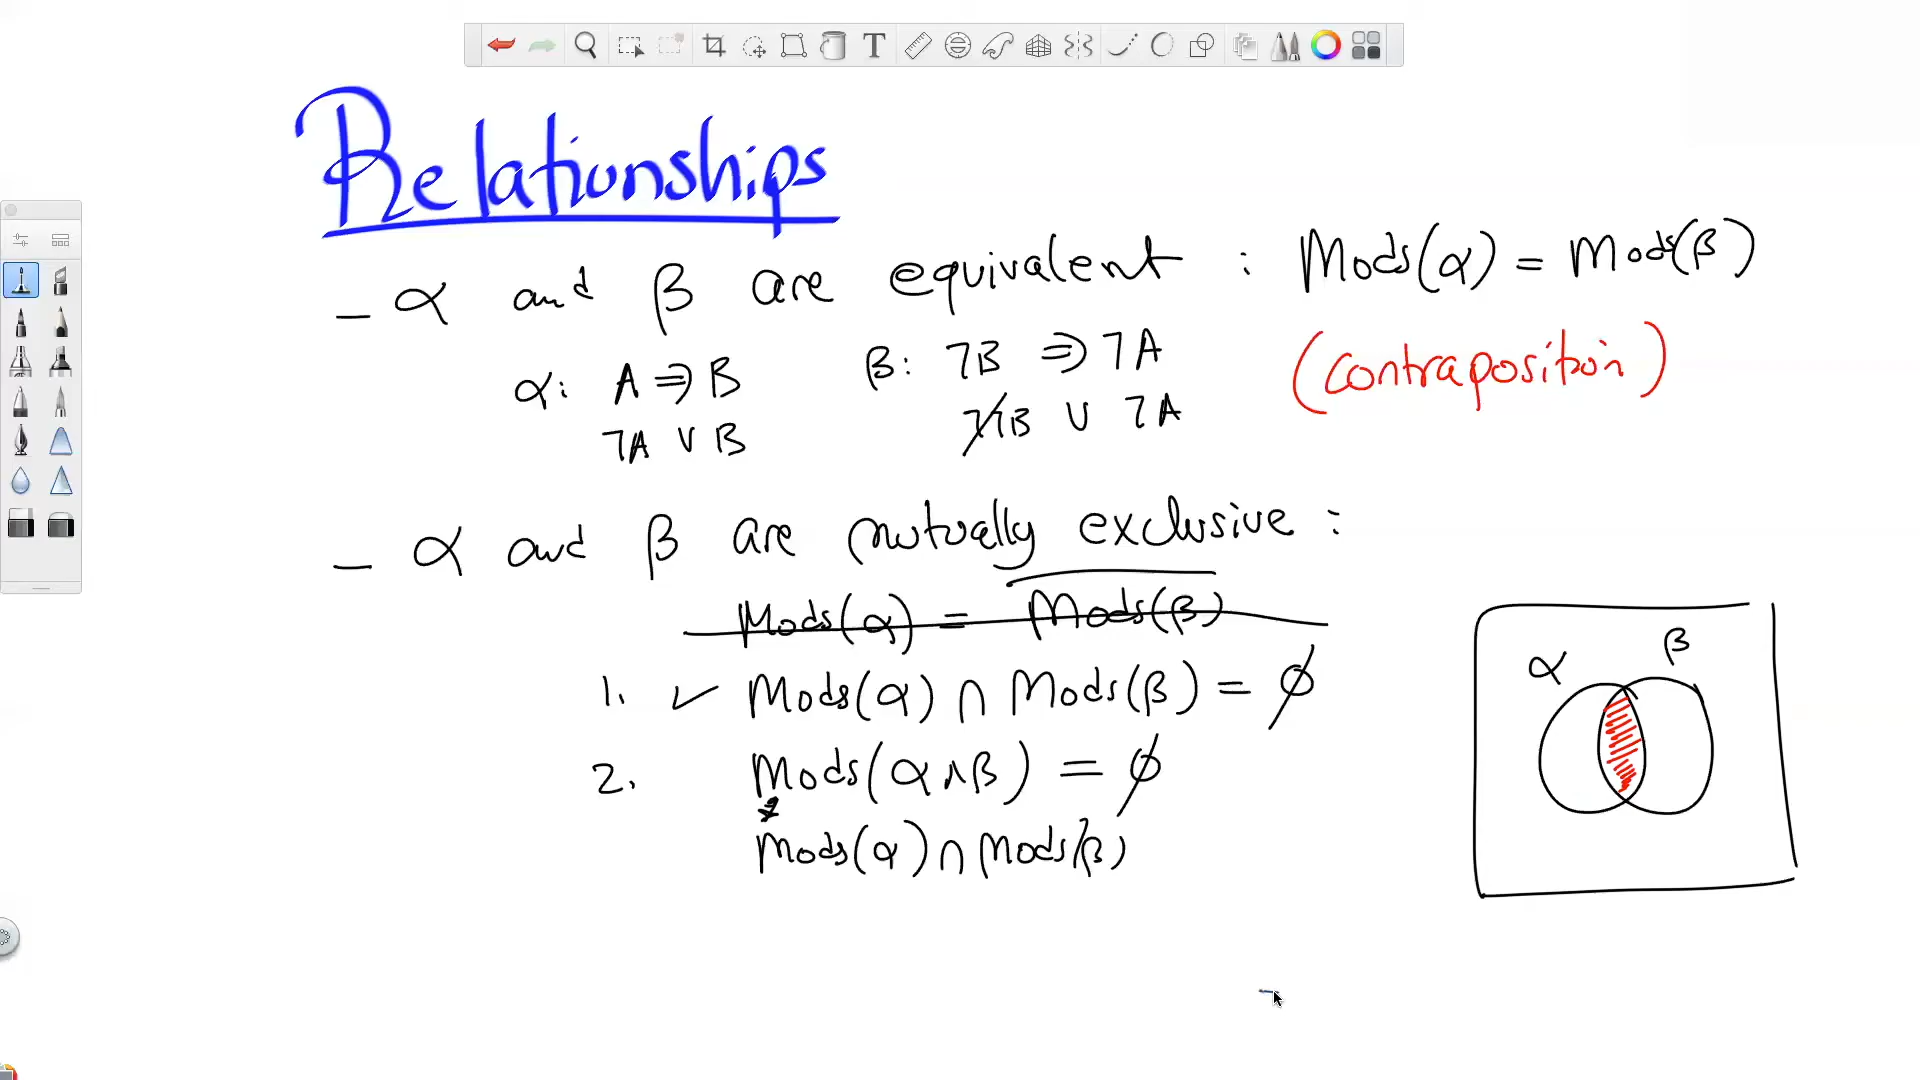 Relationships
- α and β are equivalent : Mods(α) = Mods(β)
α: A ⇒ B β: ¬B ⇒ ¬A (contraposition)
¬A ∨ B ¬¬B ∨ ¬A
- α and β are mutually exclusive :
Mods(α) = Mods(β)
1. ✓ Mods(α) ∩ Mods(β) = ∅
2. Mods(α ∧ β) = ∅
Mods(α) ∩ Mods(β)
α β